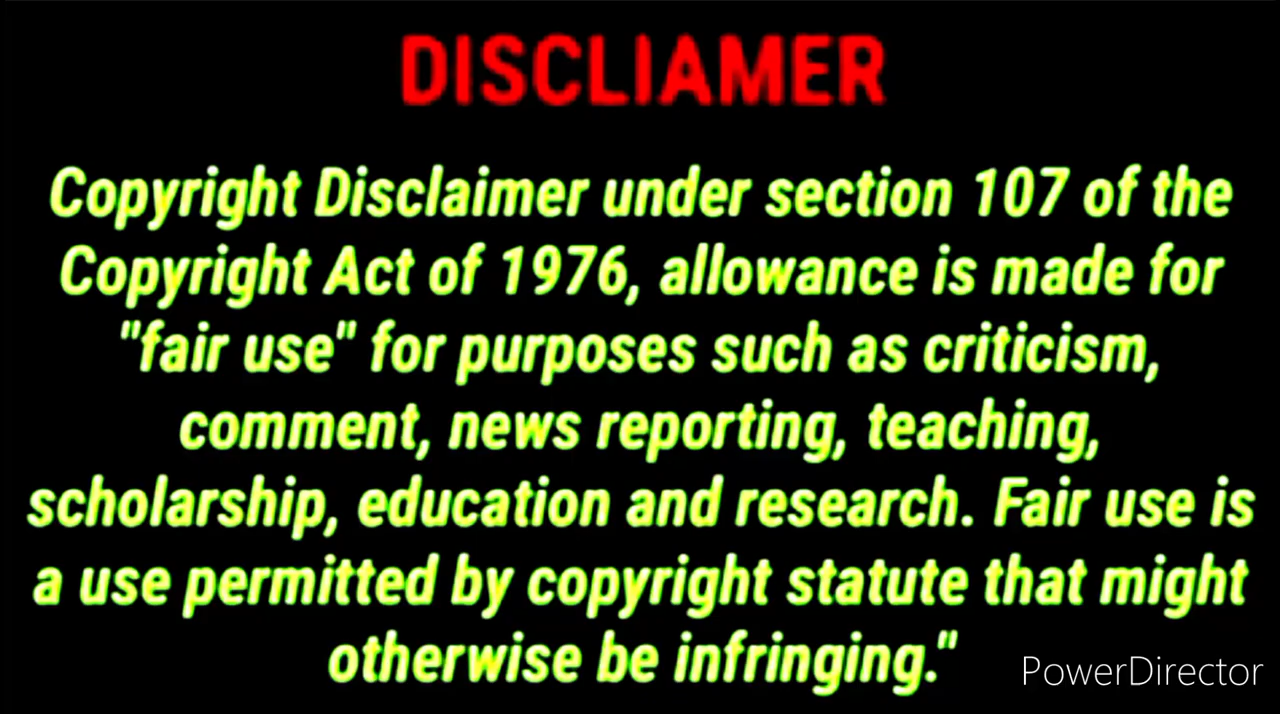 DISCLIAMER
Copyright Disclaimer under section 107 of the
Copyright Act of 1976, allowance is made for
"fair use" for purposes such as criticism,
comment, news reporting, teaching,
scholarship, education and research. Fair use is
a use permitted by copyright statute that might
otherwise be infringing."
PowerDirector